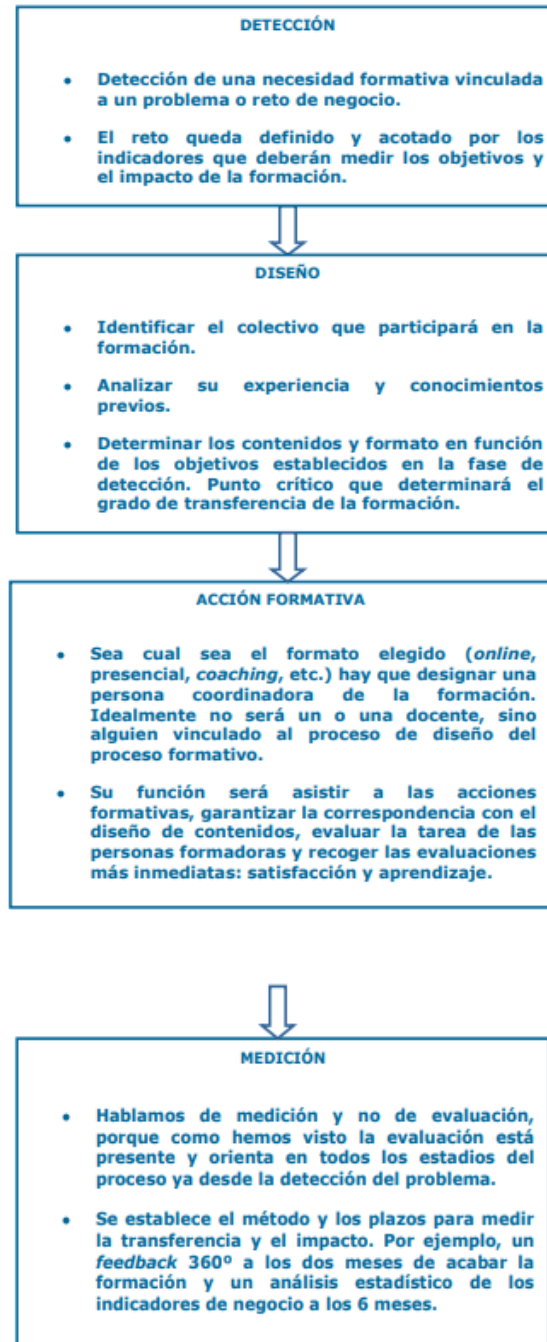 DETECCIÓN
• Detección de una necesidad formativa vinculada
a un problema o reto de negocio.
• El reto queda definido y acotado por los
indicadores que deberán medir los objetivos y
el impacto de la formación.
DISEÑO
• Identificar el colectivo que participará en la
formación.
• Analizar su experiencia y conocimientos
previos.
• Determinar los contenidos y formato en función
de los objetivos establecidos en la fase de
detección. Punto crítico que determinará el
grado de transferencia de la formación.
ACCIÓN FORMATIVA
• Sea cual sea el formato elegido (online,
presencial, coaching, etc.) hay que designar una
persona coordinadora de la formación.
Idealmente no será un o una docente, sino
alguien vinculado al proceso de diseño del
proceso formativo.
• Su función será asistir a las acciones
formativas, garantizar la correspondencia con el
diseño de contenidos, evaluar la tarea de las
personas formadoras y recoger las evaluaciones
más inmediatas: satisfacción y aprendizaje.
MEDICIÓN
• Hablamos de medición y no de evaluación,
porque como hemos visto la evaluación está
presente y orienta en todos los estadios del
proceso ya desde la detección del problema.
• Se establece el método y los plazos para medir
la transferencia y el impacto. Por ejemplo, un
feedback 360º a los dos meses de acabar la
formación y un análisis estadístico de los
indicadores de negocio a los 6 meses.